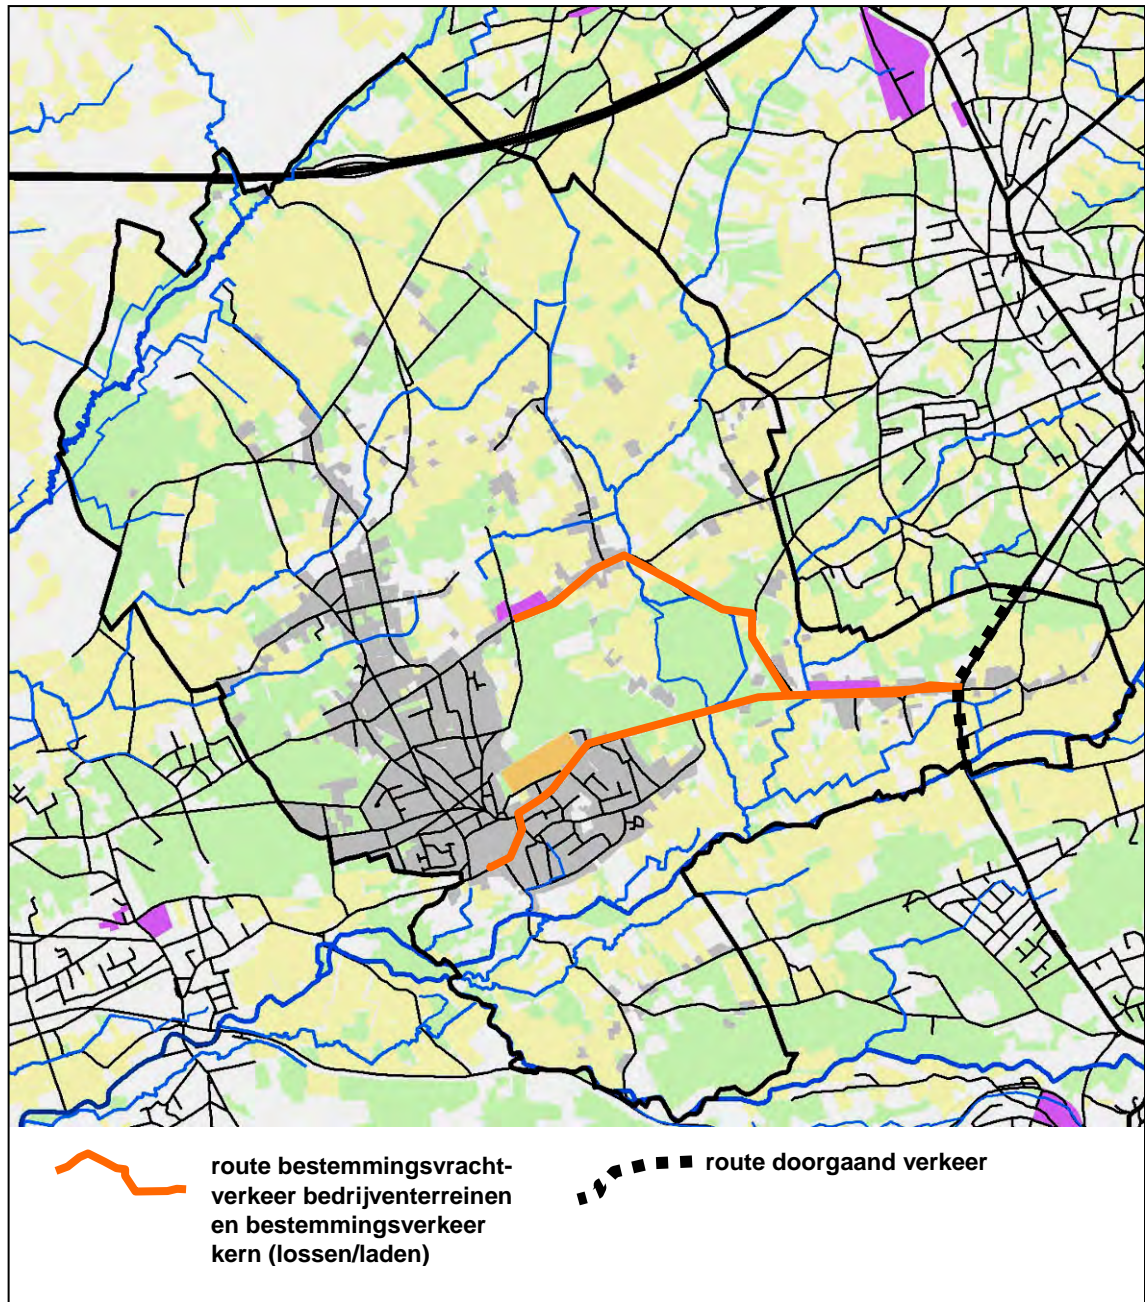 route bestemmingsvracht-
verkeer bedrijventerreinen
en bestemmingsverkeer
kern (lossen/laden)
route doorgaand verkeer